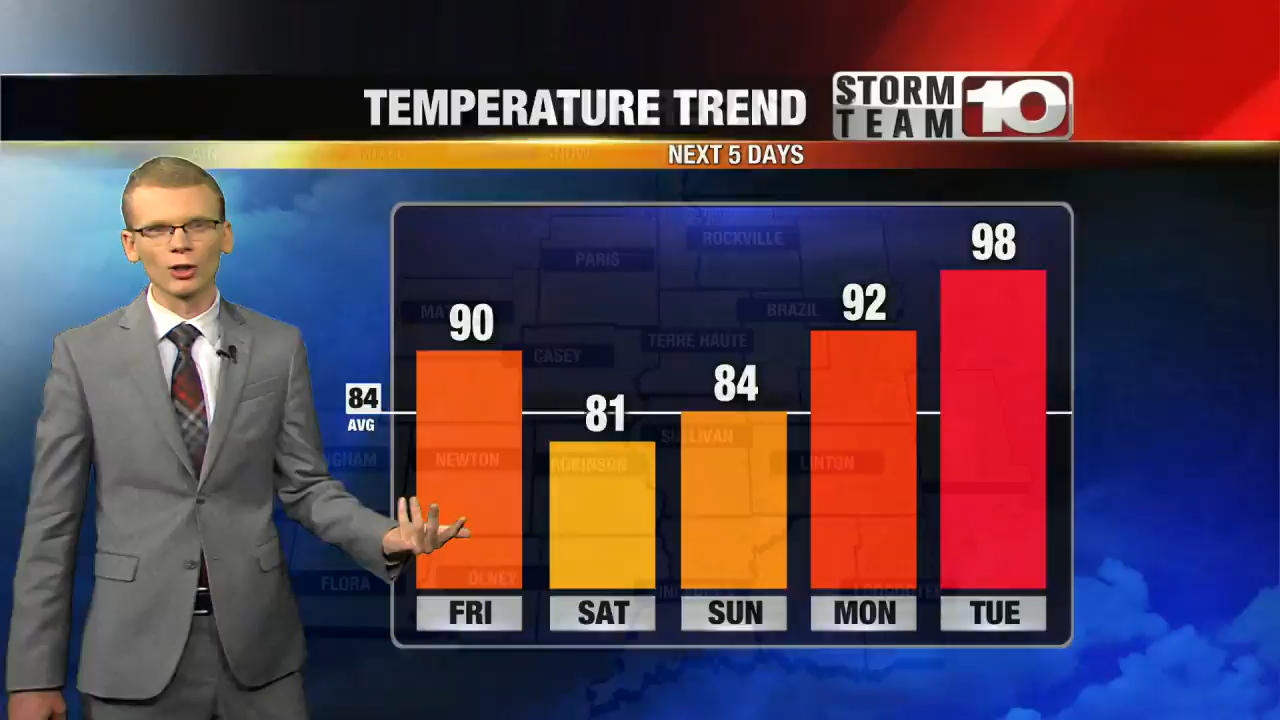 TEMPERATURE TREND
STORM TEAM 10
NEXT 5 DAYS
ROCKVILLE
PARIS
BRAZIL
TERRE HAUTE
CASEY
90
81
84
92
98
84
AVG
SULLIVAN
NEWTON
ROBINSON
LINTON
FLORA
OLNEY
FRI
SAT
SUN
MON
TUE